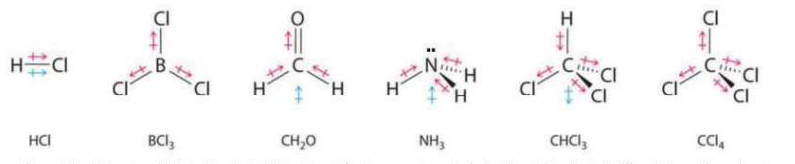 Cl O H Cl
H Cl B C N H C Cl C Cl
Cl Cl H H H H Cl Cl Cl Cl
HCl BCl₃ CH₂O NH₃ CHCl₃ CCl₄